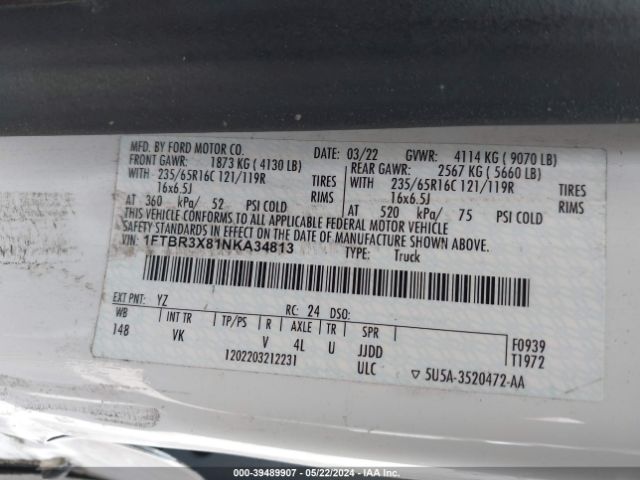 MFD. BY FORD MOTOR CO.
DATE: 03/22 GVWR: 4114 KG ( 9070 LB)
FRONT GAWR: 1873 KG ( 4130 LB)
REAR GAWR: 2567 KG ( 5660 LB)
WITH 235/65R16C 121/119R TIRES
WITH 235/65R16C 121/119R TIRES
16x6.5J RIMS
16x6.5J RIMS
AT 360 kPa/ 52 PSI COLD
AT 520 kPa/ 75 PSI COLD
THIS VEHICLE CONFORMS TO ALL APPLICABLE FEDERAL MOTOR VEHICLE
SAFETY STANDARDS IN EFFECT ON THE DATE OF MANUFACTURE SHOWN ABOVE.
VIN: 1FTBR3X81NKA34813
TYPE: Truck
EXT PNT: YZ RC: 24 DSO:
WB INT TR TP/PS R AXLE TR SPR
148 VK V 4L U JJDD
ULC
F0939
T1972
1202203212231
▽ 5U5A-3520472-AA
000-39489907 - 05/22/2024 - IAA Inc.